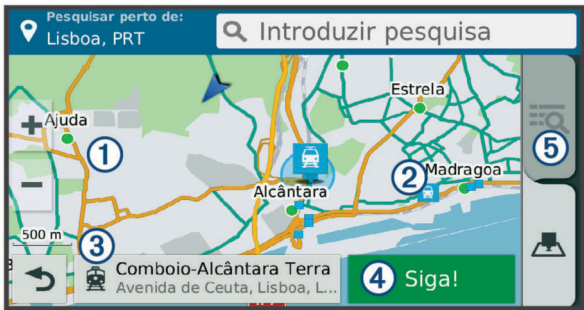 Pesquisar perto de:
Lisboa, PRT
Introduzir pesquisa
Estrela
Ajuda
+
1
5
2
Madragoa
−
Alcântara
500 m
3
Comboio-Alcântara Terra
Avenida de Ceuta, Lisboa, L...
4 Siga!